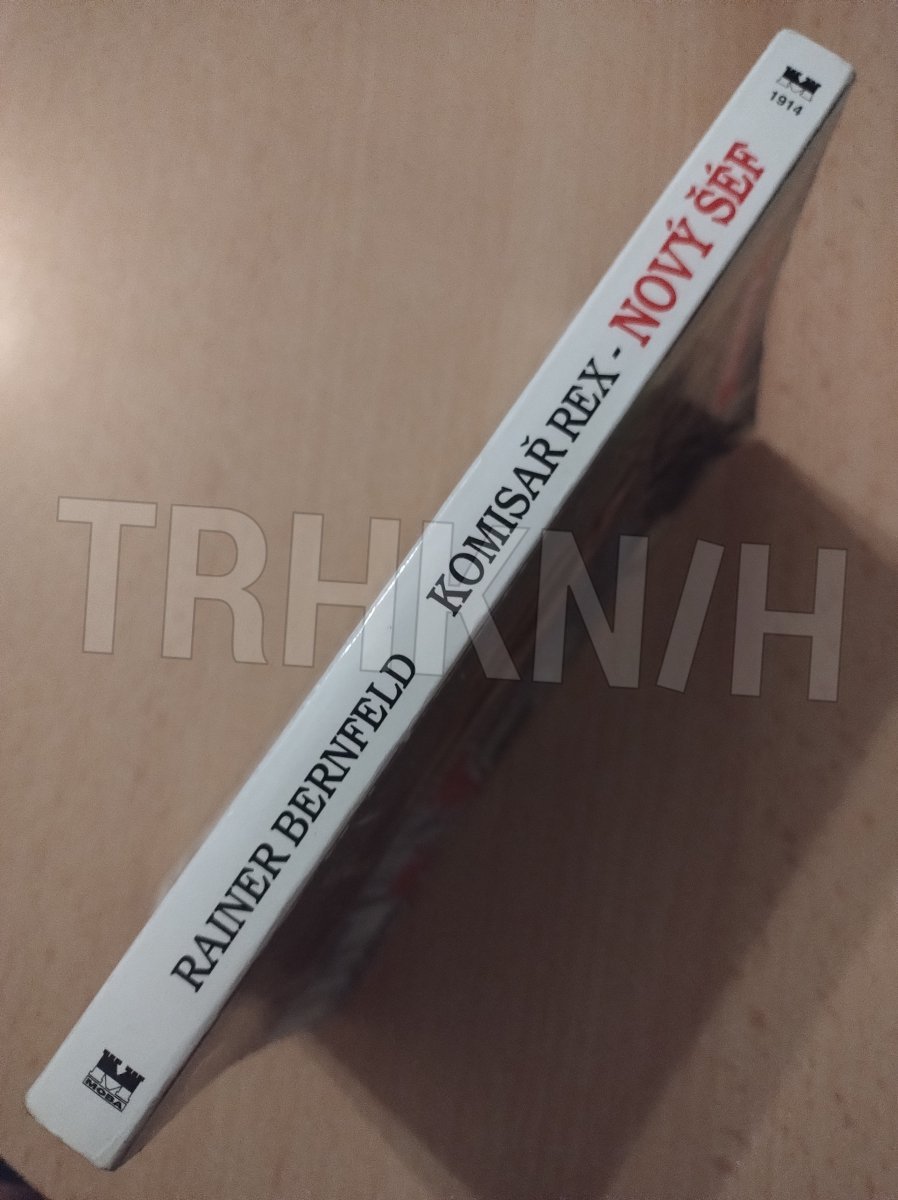 RAINER BERNFELD KOMISAŘ REX - NOVÝ ŠÉF
1914
MOBA
TRHKNIH